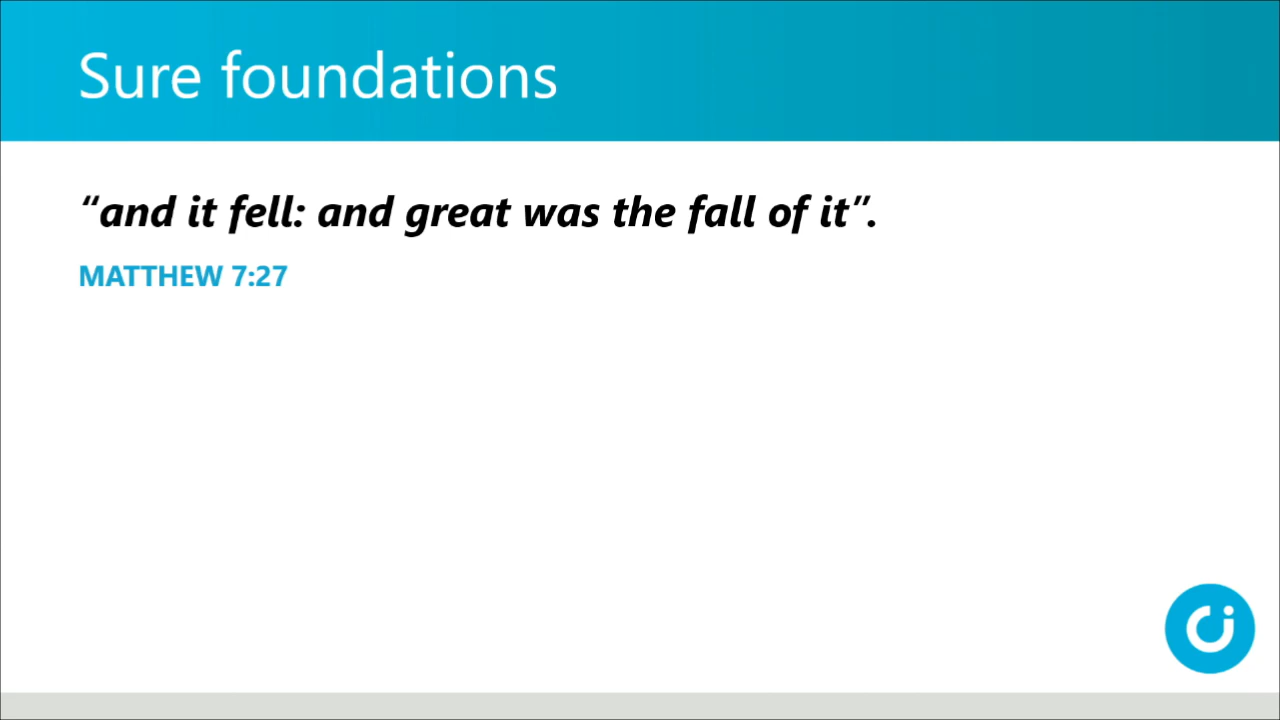 Sure foundations
“and it fell: and great was the fall of it”.
MATTHEW 7:27